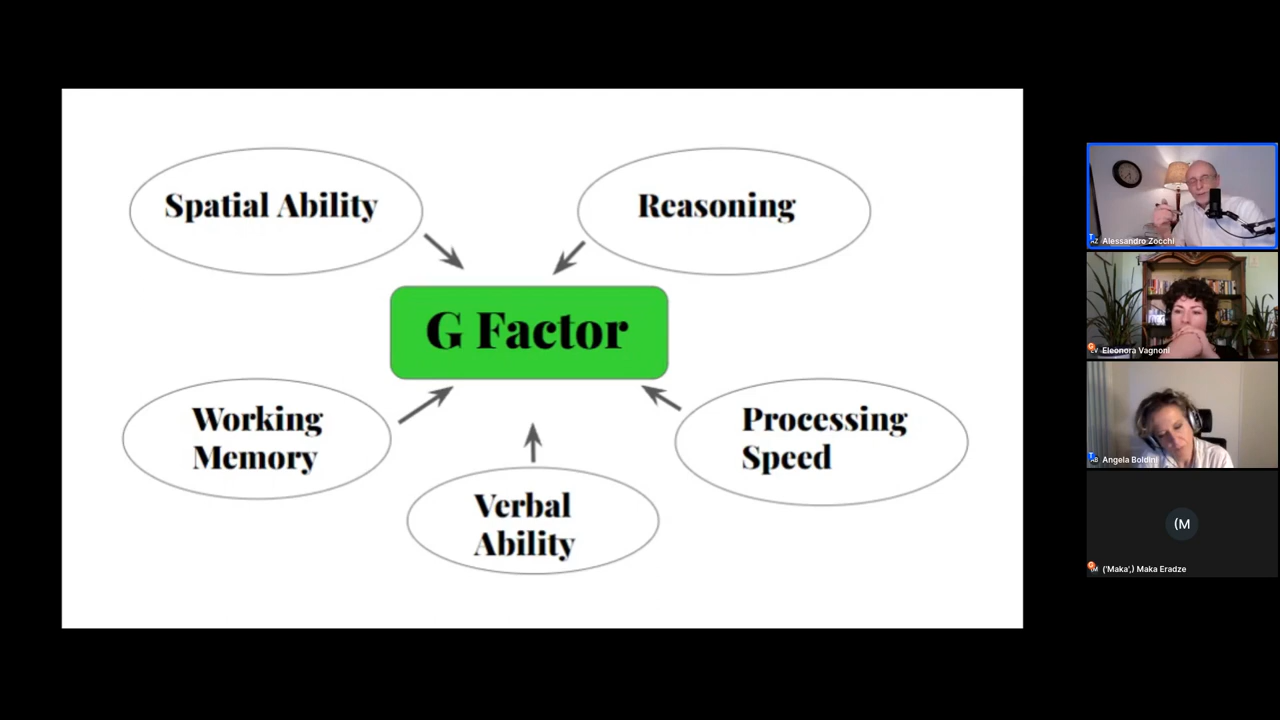 Spatial Ability
Reasoning
G Factor
Working
Memory
Processing
Speed
Verbal
Ability
Alessandro Zocchi
Eleonora Vagnoni
Angela Boldini
(M
('Maka',) Maka Eradze